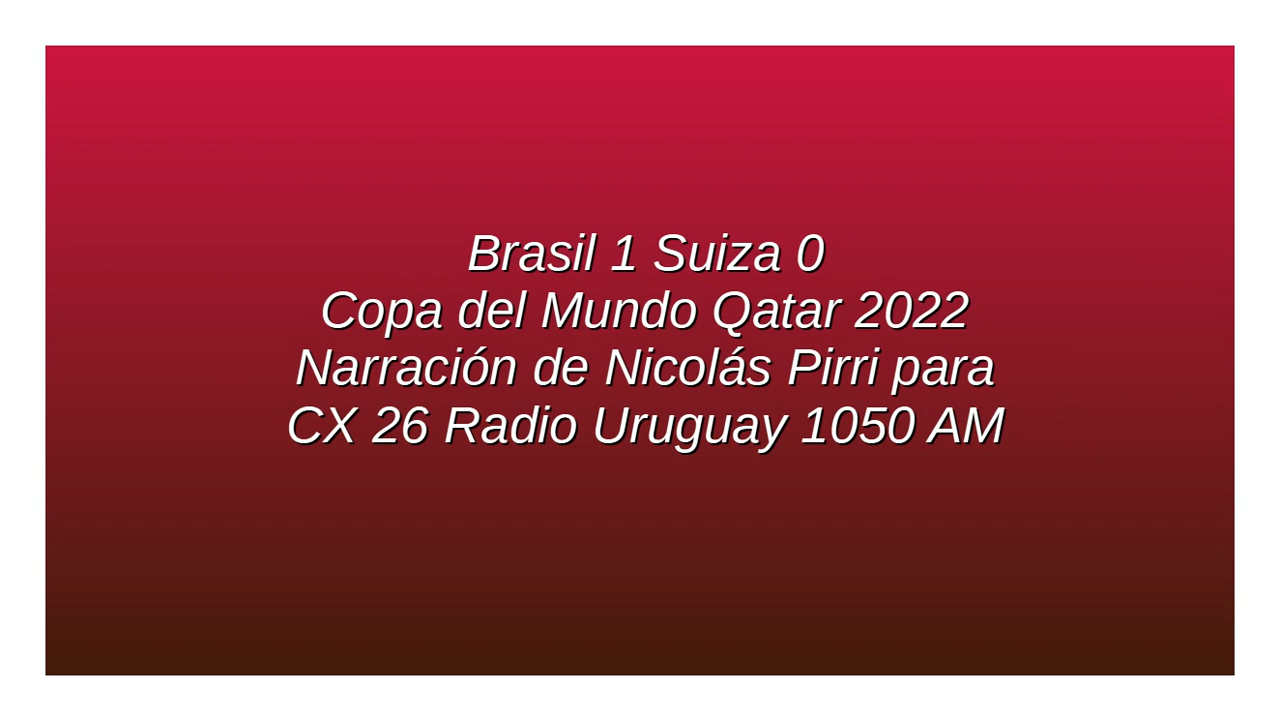 Brasil 1 Suiza 0
Copa del Mundo Qatar 2022
Narración de Nicolás Pirri para
CX 26 Radio Uruguay 1050 AM